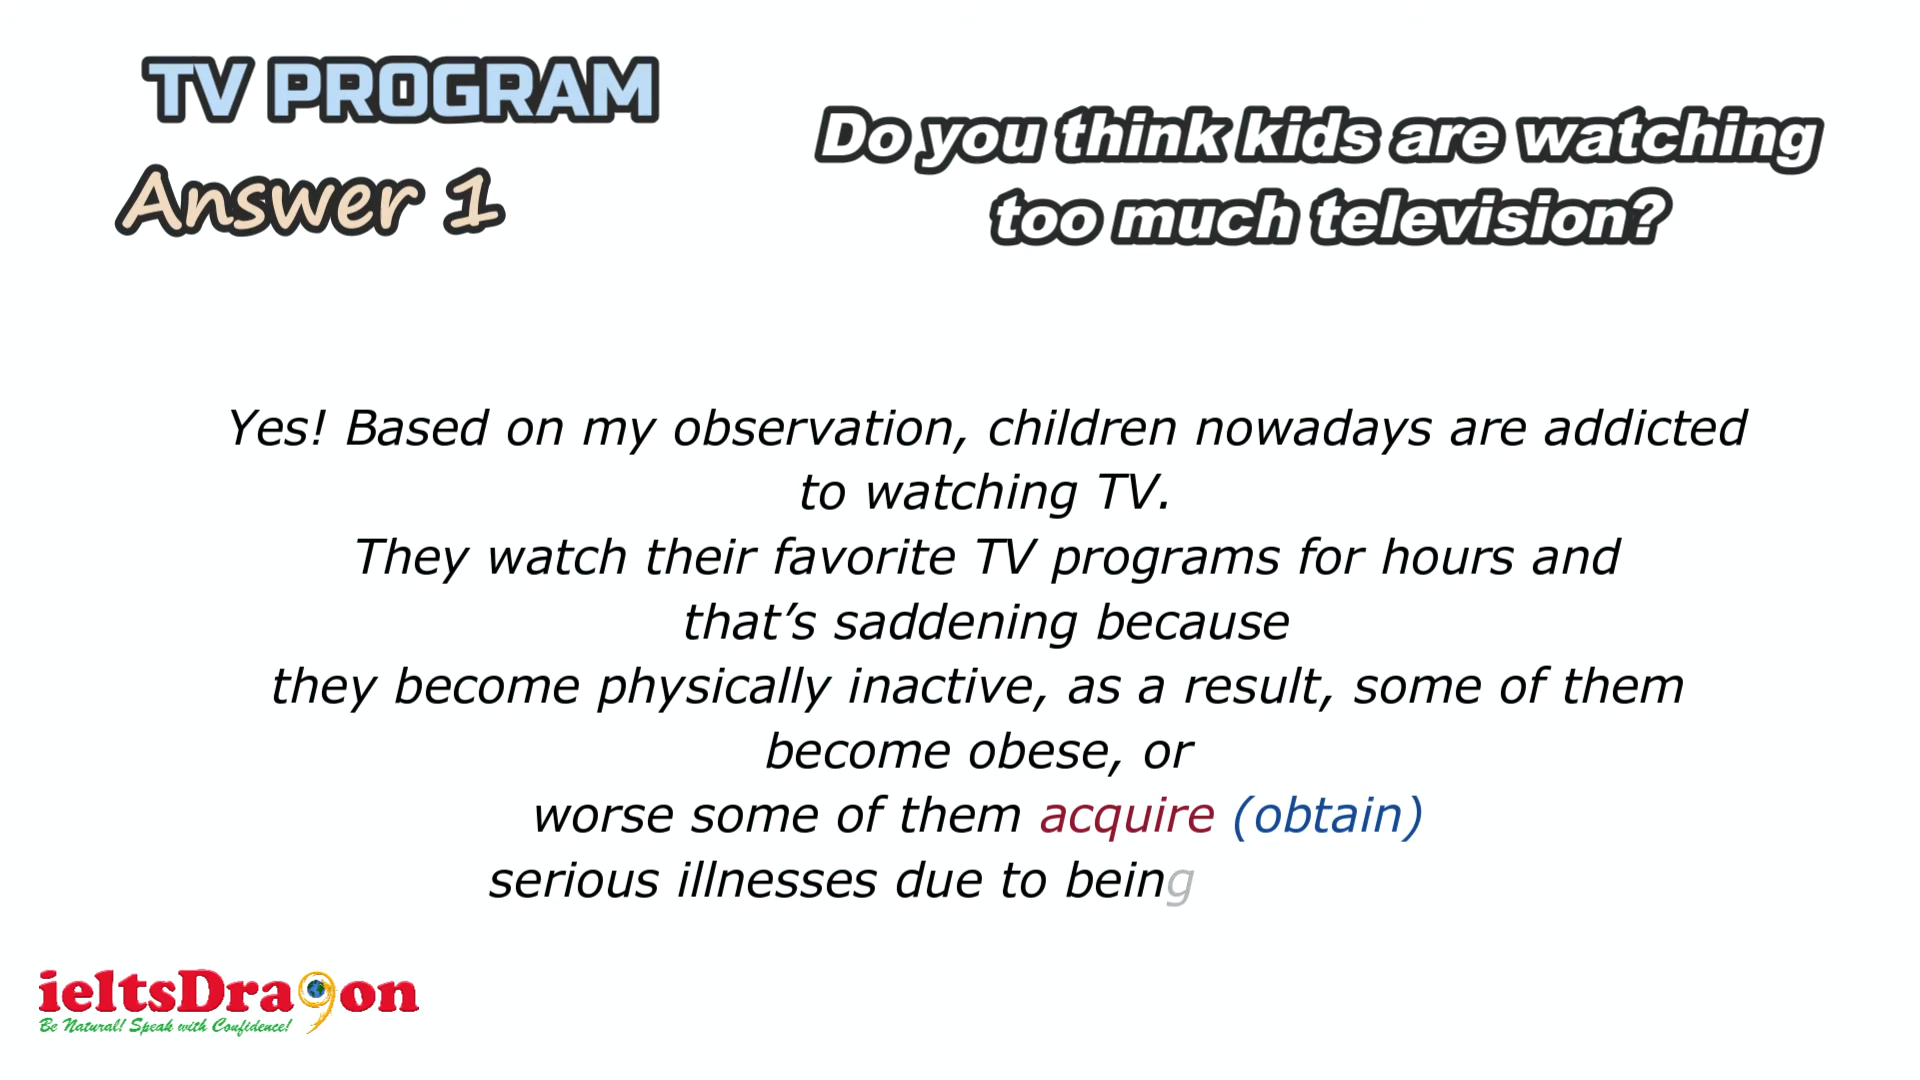 TV PROGRAM
Answer 1
Do you think kids are watching
too much television?
Yes! Based on my observation, children nowadays are addicted
to watching TV.
They watch their favorite TV programs for hours and
that’s saddening because
they become physically inactive, as a result, some of them
become obese, or
worse some of them acquire (obtain)
serious illnesses due to being
ieltsDra9on
Be Natural! Speak with Confidence!